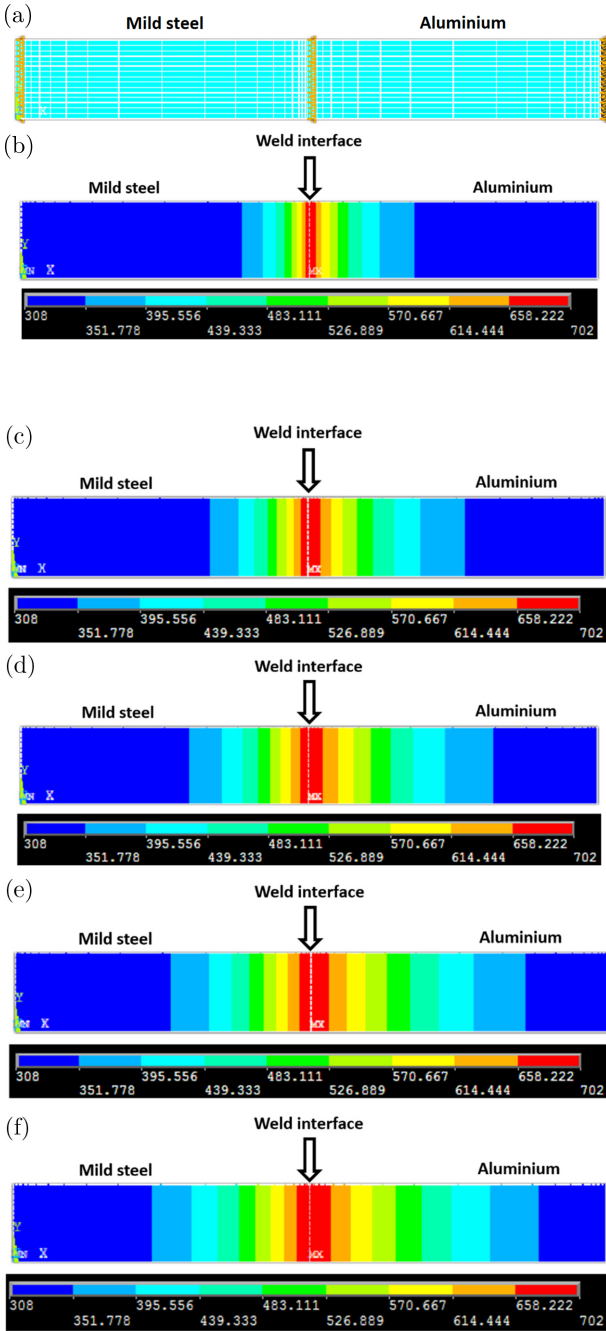 (a)
Mild steel Aluminium
X
(b)
Weld interface
Mild steel Aluminium
Y
X MX
308 395.556 483.111 570.667 658.222
351.778 439.333 526.889 614.444 702
(c)
Weld interface
Mild steel Aluminium
Y
X MX
308 395.556 483.111 570.667 658.222
351.778 439.333 526.889 614.444 702
(d)
Weld interface
Mild steel Aluminium
Y
X MX
308 395.556 483.111 570.667 658.222
351.778 439.333 526.889 614.444 702
(e)
Weld interface
Mild steel Aluminium
Y
X MX
308 395.556 483.111 570.667 658.222
351.778 439.333 526.889 614.444 702
(f)
Weld interface
Mild steel Aluminium
Y
X MX
308 395.556 483.111 570.667 658.222
351.778 439.333 526.889 614.444 702